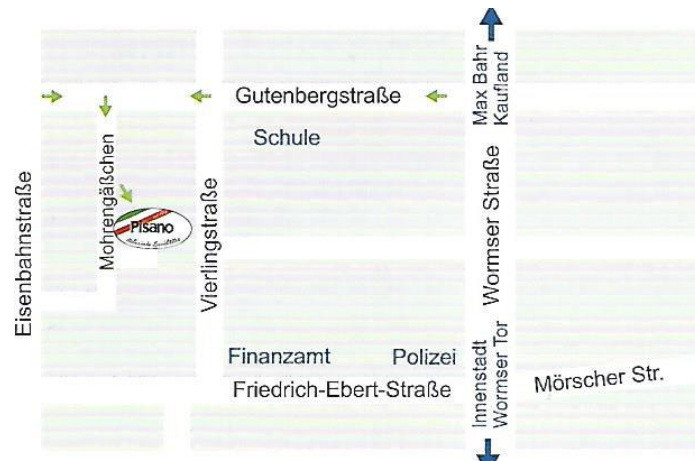 Max Bahr
Kaufland
Gutenbergstraße
Schule
Mohrengäßchen
Eisenbahnstraße
Vierlingstraße
Wormser Straße
Pisano
Finanzamt
Polizei
Friedrich-Ebert-Straße
Innenstadt
Wormser Tor
Mörscher Str.